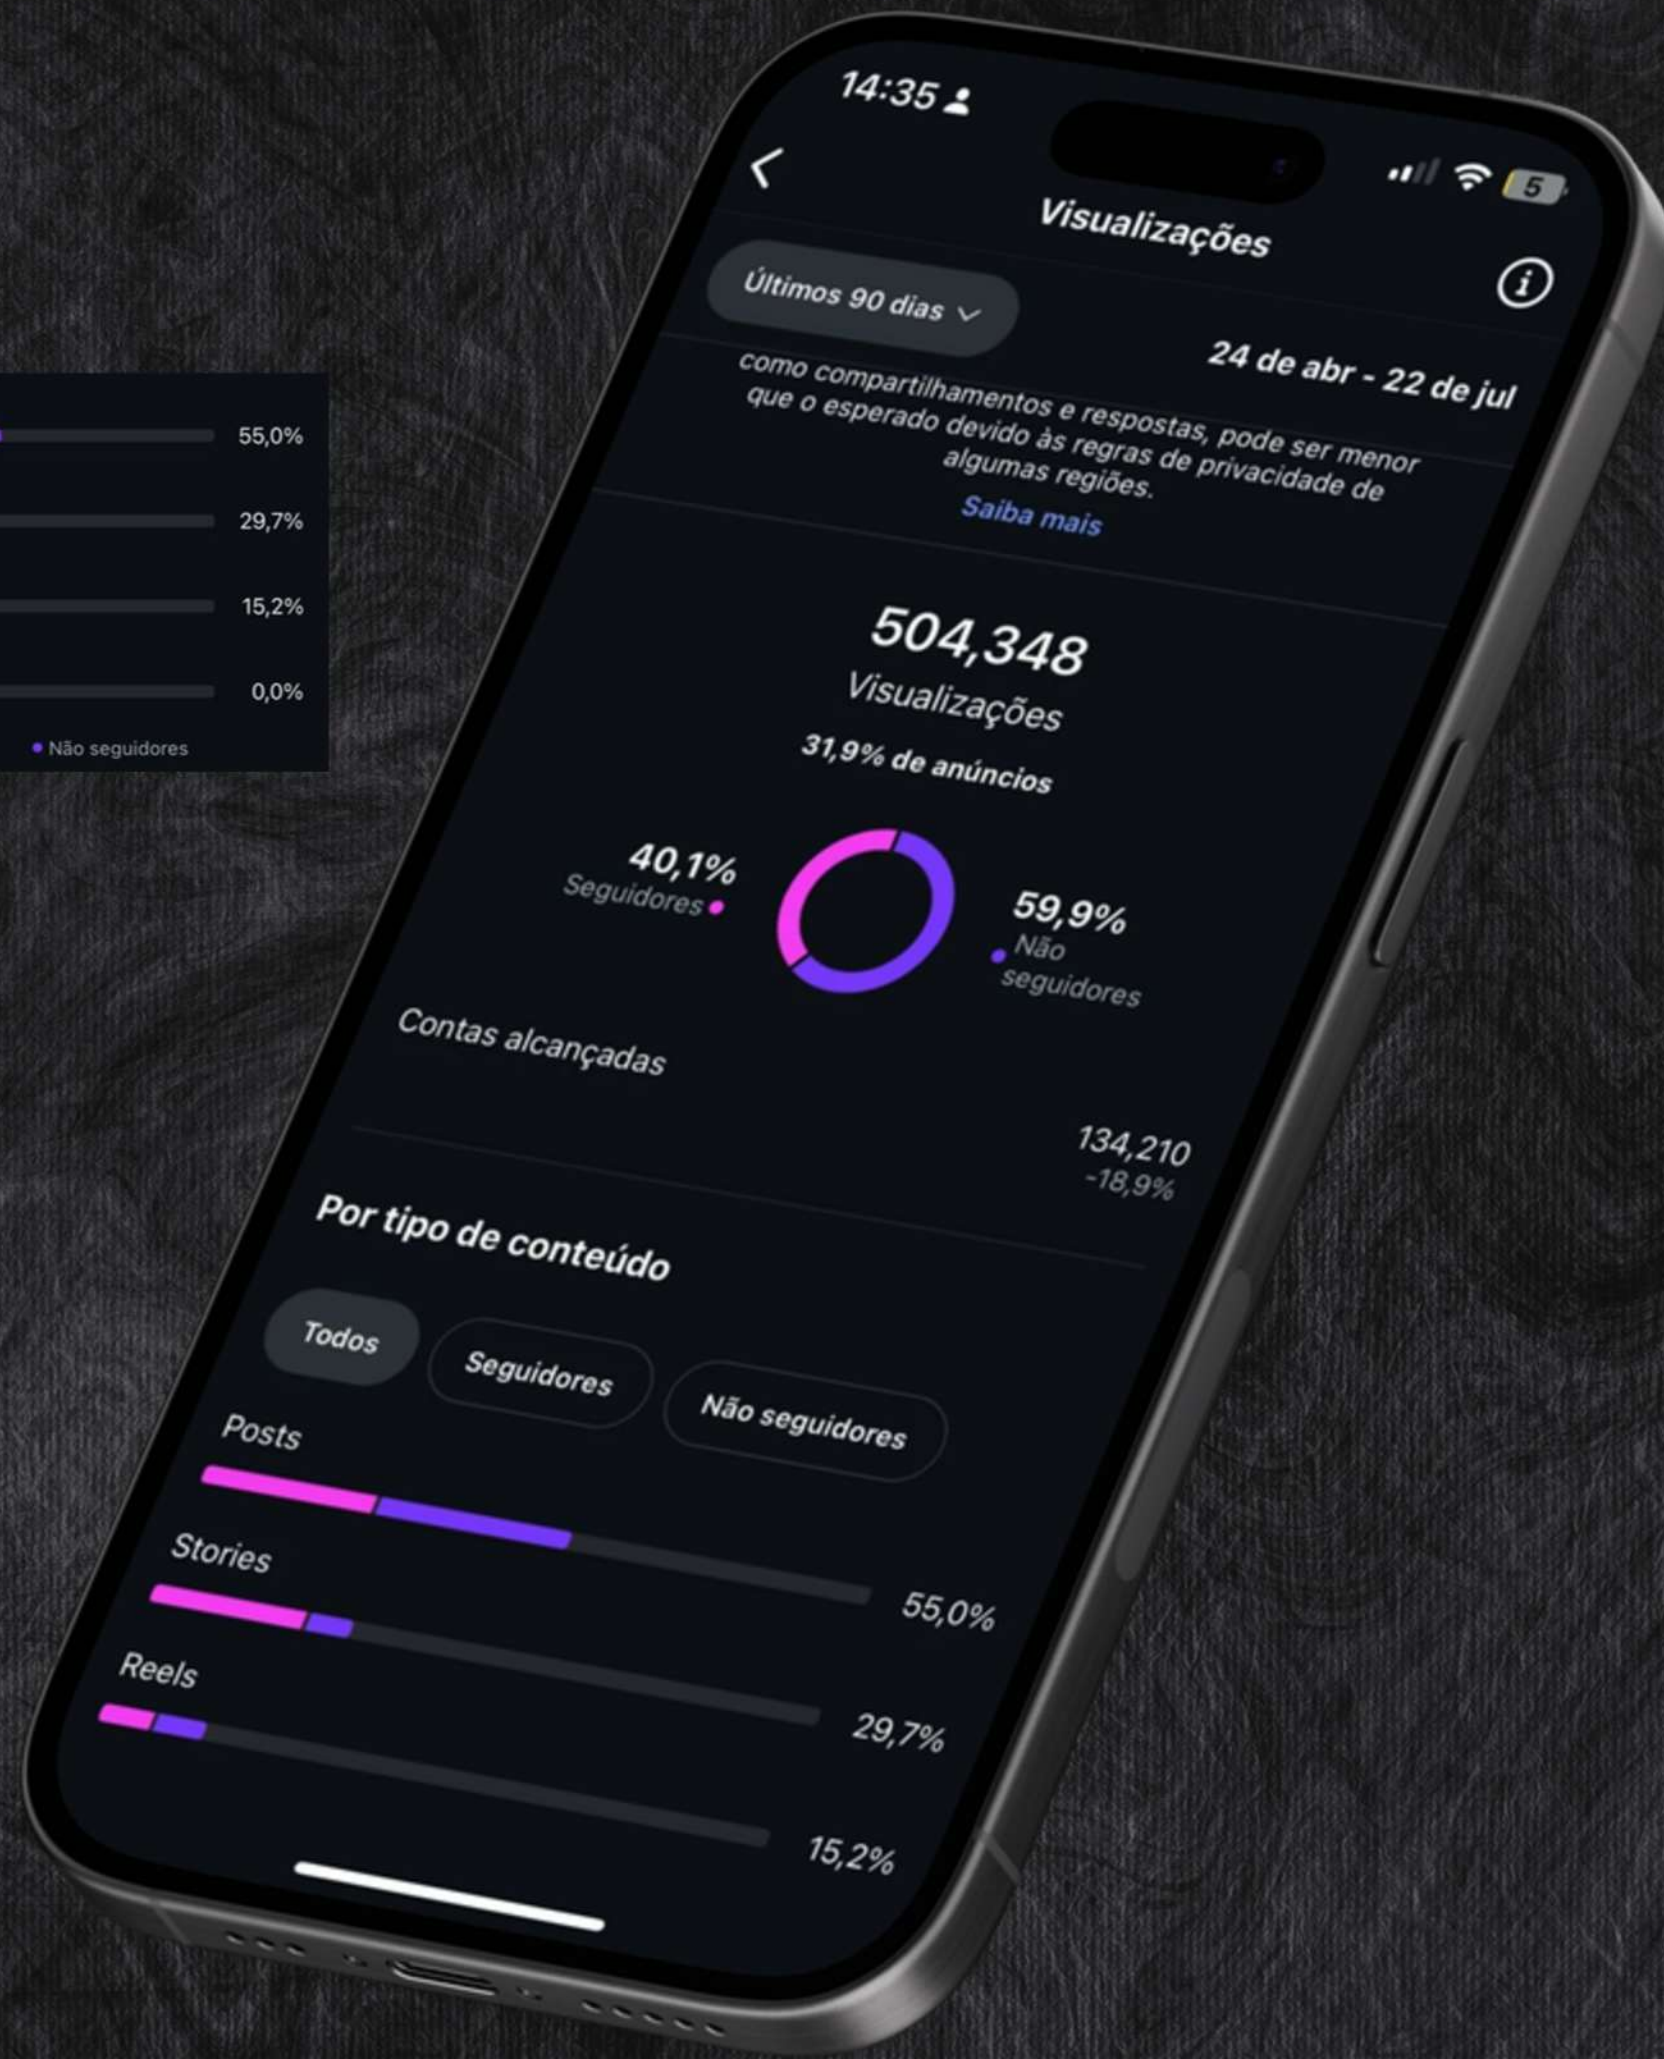 55,0%
29,7%
15,2%
0,0%
Não seguidores
14:35
5
Visualizações
Últimos 90 dias
24 de abr - 22 de jul
como compartilhamentos e respostas, pode ser menor
que o esperado devido às regras de privacidade de
algumas regiões.
Saiba mais
504,348
Visualizações
31,9% de anúncios
40,1%
Seguidores
59,9%
Não
seguidores
Contas alcançadas
134,210
-18,9%
Por tipo de conteúdo
Todos
Seguidores
Não seguidores
Posts
55,0%
Stories
29,7%
Reels
15,2%